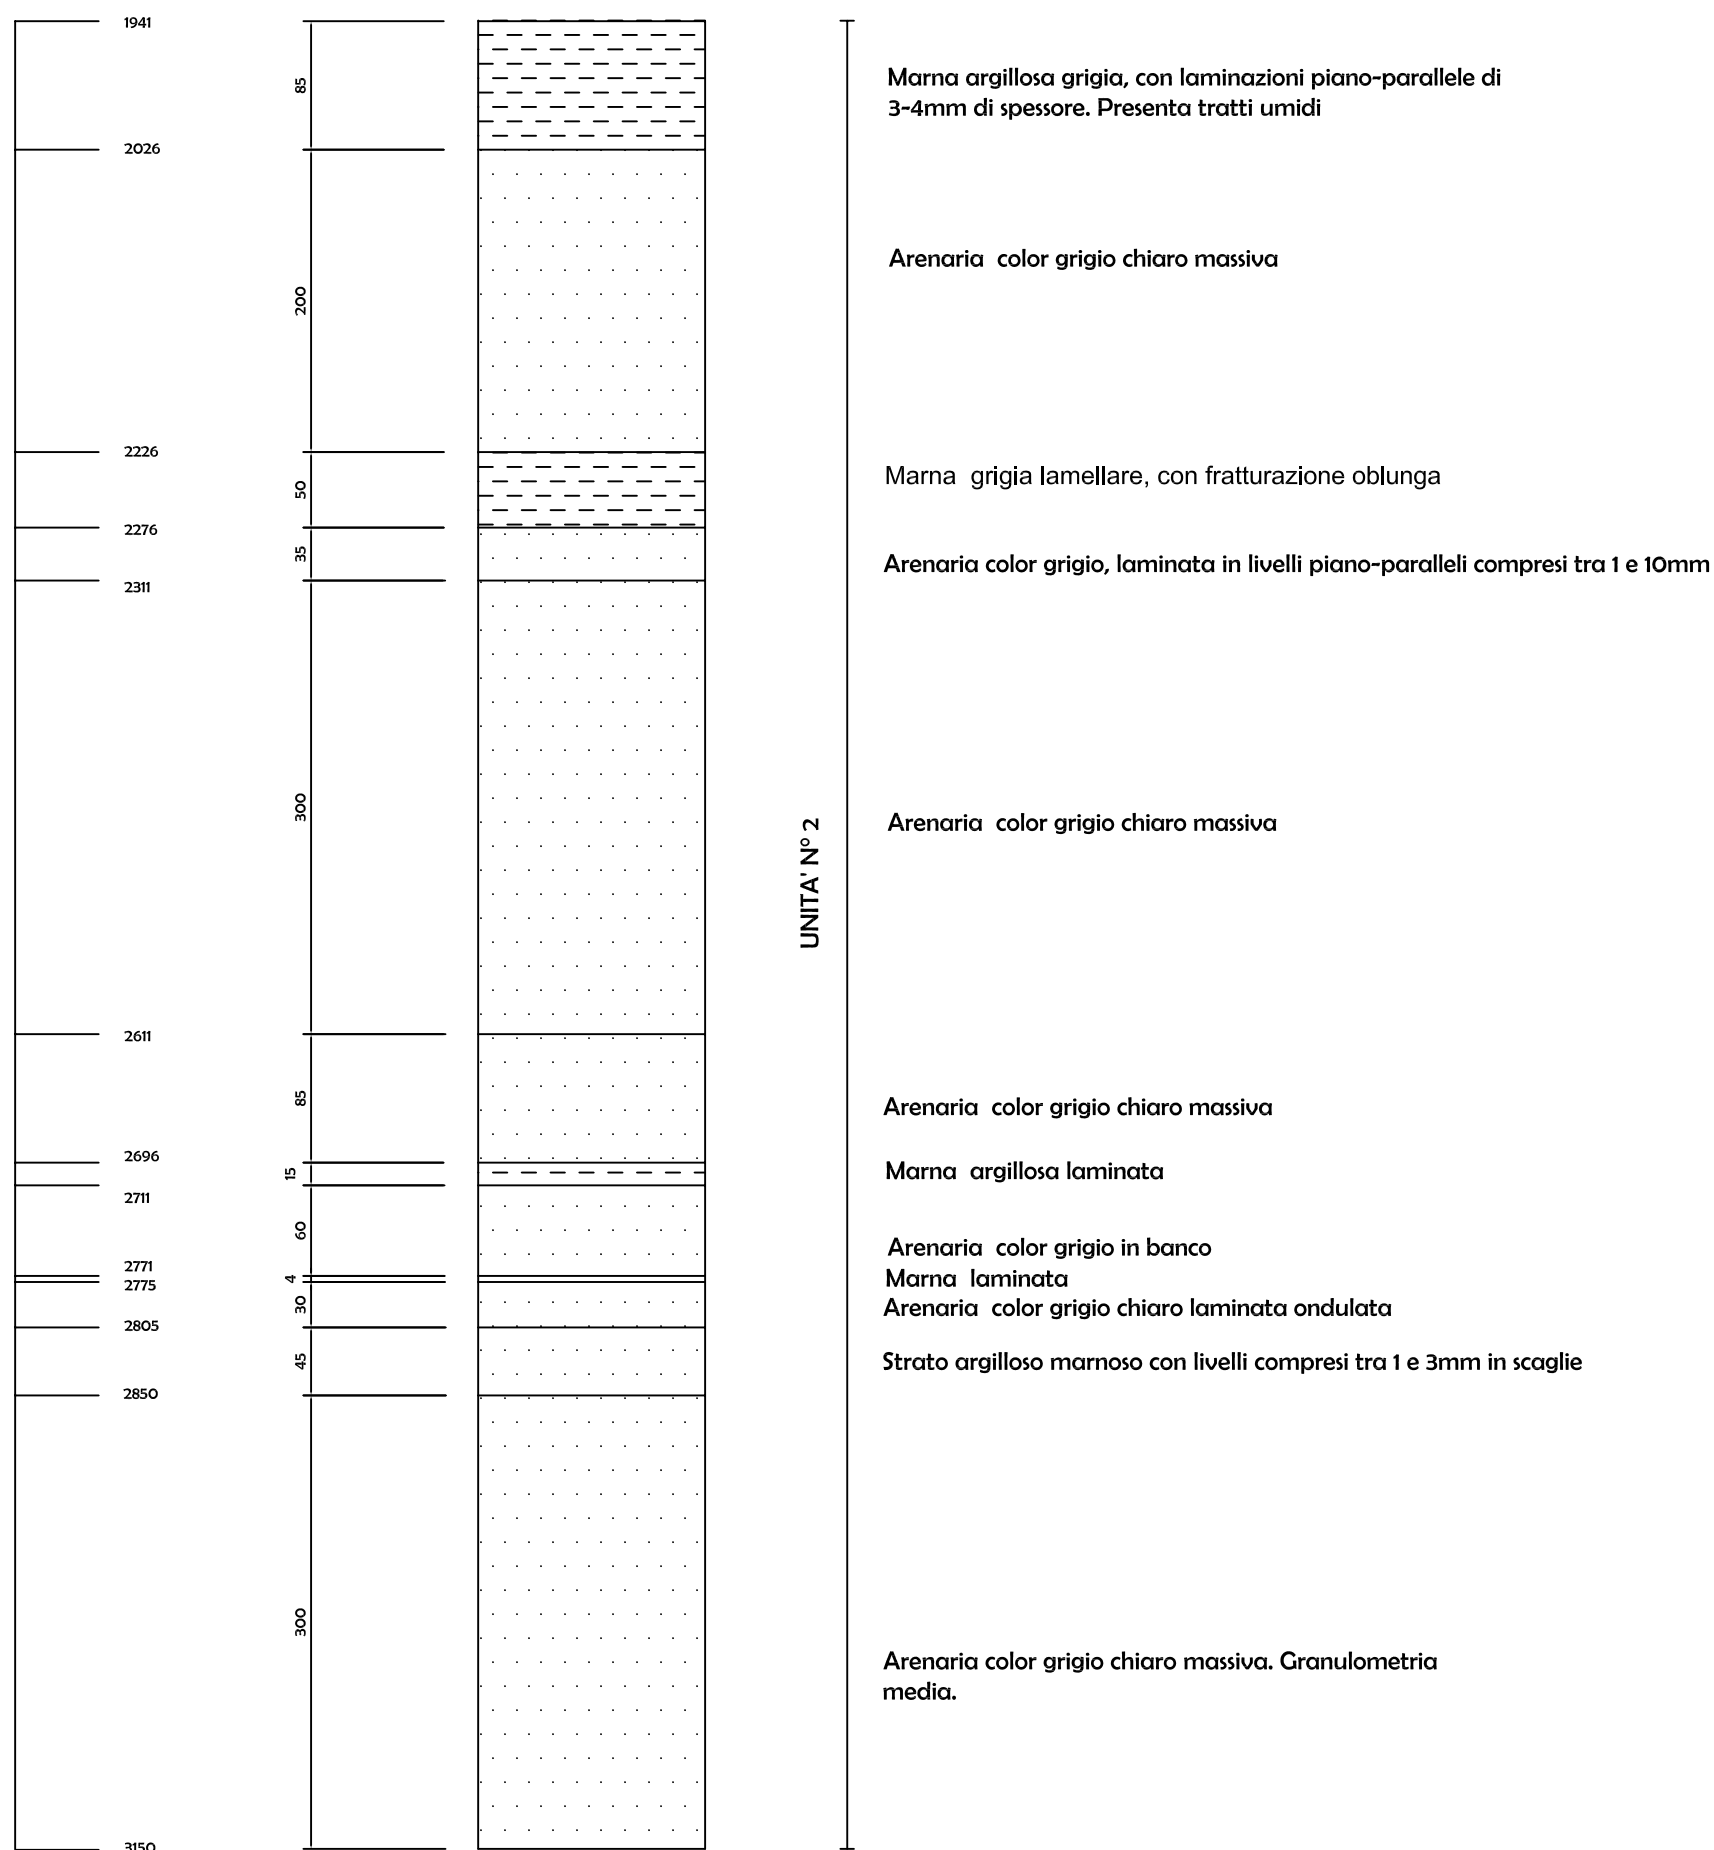 1941
85
Marna argillosa grigia, con laminazioni piano-parallele di
3-4mm di spessore. Presenta tratti umidi
2026
200
Arenaria color grigio chiaro massiva
2226
50
Marna grigia lamellare, con fratturazione oblunga
2276
35
Arenaria color grigio, laminata in livelli piano-paralleli compresi tra 1 e 10mm
2311
300
Arenaria color grigio chiaro massiva
UNITA' N° 2
2611
85
Arenaria color grigio chiaro massiva
2696
15
Marna argillosa laminata
2711
60
Arenaria color grigio in banco
2771
4
Marna laminata
2775
30
Arenaria color grigio chiaro laminata ondulata
2805
45
Strato argilloso marnoso con livelli compresi tra 1 e 3mm in scaglie
2850
300
Arenaria color grigio chiaro massiva. Granulometria
media.
3150